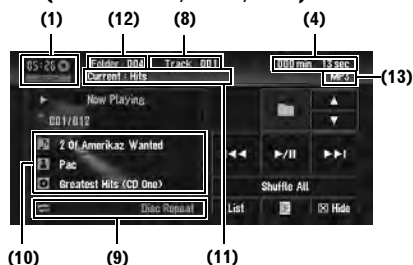 (1) (12) (8) (4)
05:20 Folder 004 Track 001 000 min 13 sec
Current : Hits MP3 (13)
Now Playing
001/012
2 Of Amerikaz Wanted
Pac
Greatest Hits (CD One)
Shuffle All
Disc Repeat List Hide
(10) (9) (11)